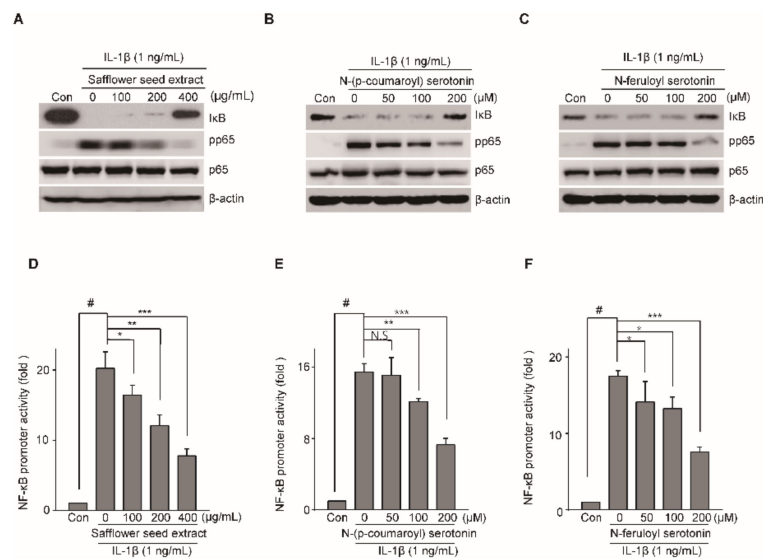 A
IL-1β (1 ng/mL)
Safflower seed extract
Con 0 100 200 400 (μg/mL)
IκB
pp65
p65
β-actin
B
IL-1β (1 ng/mL)
N-(p-coumaroyl) serotonin
Con 0 50 100 200 (μM)
IκB
pp65
p65
β-actin
C
IL-1β (1 ng/mL)
N-feruloyl serotonin
Con 0 50 100 200 (μM)
IκB
pp65
p65
β-actin
D
NF-κB promoter activity (fold )
20
10
0
#
***
**
*
Con 0 100 200 400 (μg/mL)
Safflower seed extract
IL-1β (1 ng/mL)
E
NF-κB promoter activity (fold )
16
8
0
#
***
**
N.S
Con 0 50 100 200 (μM)
N-(p-coumaroyl) serotonin
IL-1β (1 ng/mL)
F
NF-κB promoter activity (fold )
20
10
0
#
***
*
*
Con 0 50 100 200 (μM)
N-feruloyl serotonin
IL-1β (1 ng/mL)